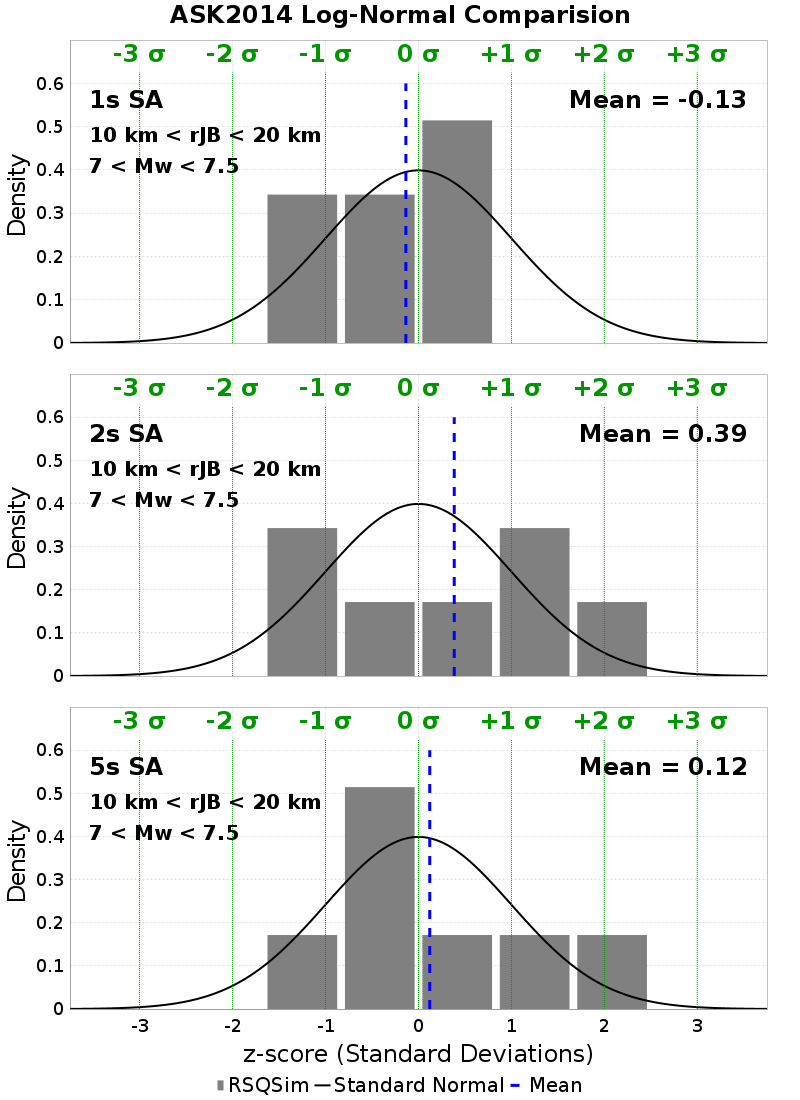 ASK2014 Log-Normal Comparision
-3 σ -2 σ -1 σ 0 σ +1 σ +2 σ +3 σ
1s SA
Mean = -0.13
10 km < rJB < 20 km
7 < Mw < 7.5
Density
0.6
0.5
0.4
0.3
0.2
0.1
0
-3 σ -2 σ -1 σ 0 σ +1 σ +2 σ +3 σ
2s SA
Mean = 0.39
10 km < rJB < 20 km
7 < Mw < 7.5
Density
0.6
0.5
0.4
0.3
0.2
0.1
0
-3 σ -2 σ -1 σ 0 σ +1 σ +2 σ +3 σ
5s SA
Mean = 0.12
10 km < rJB < 20 km
7 < Mw < 7.5
Density
0.6
0.5
0.4
0.3
0.2
0.1
0
-3 -2 -1 0 1 2 3
z-score (Standard Deviations)
RSQSim Standard Normal Mean